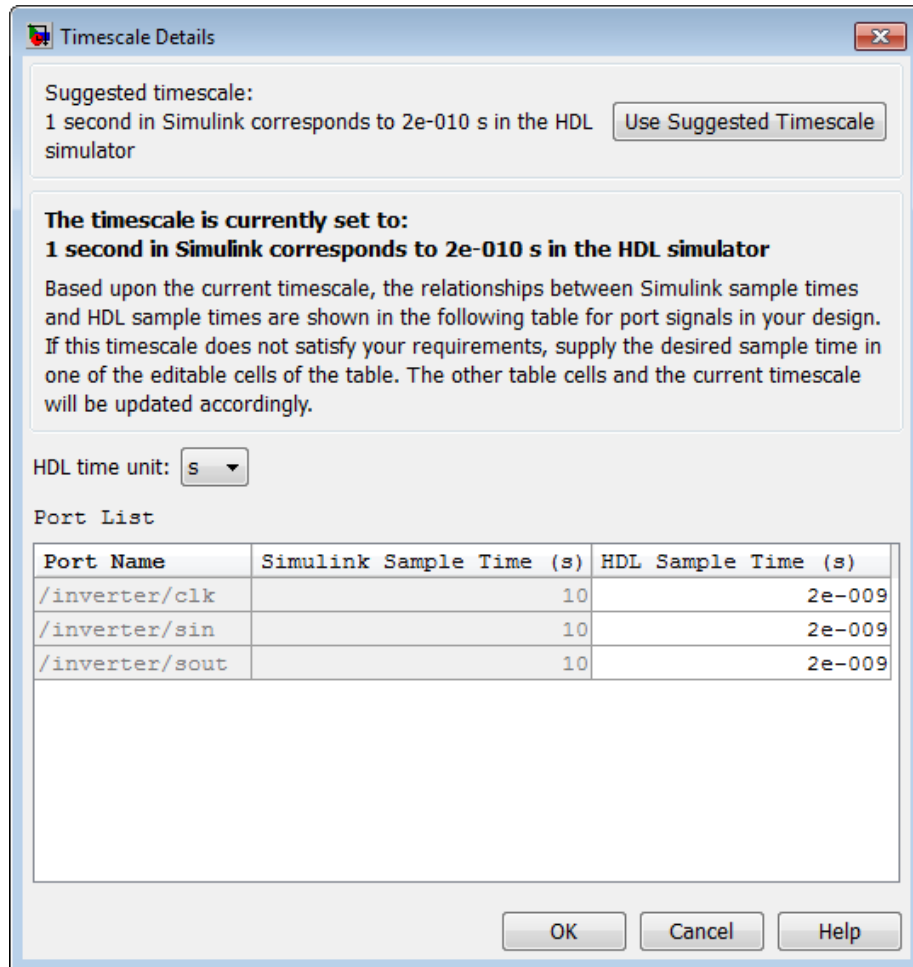 Timescale Details
Suggested timescale:
1 second in Simulink corresponds to 2e-010 s in the HDL
simulator
Use Suggested Timescale
The timescale is currently set to:
1 second in Simulink corresponds to 2e-010 s in the HDL simulator
Based upon the current timescale, the relationships between Simulink sample times
and HDL sample times are shown in the following table for port signals in your design.
If this timescale does not satisfy your requirements, supply the desired sample time in
one of the editable cells of the table. The other table cells and the current timescale
will be updated accordingly.
HDL time unit: s
Port List
Port Name Simulink Sample Time (s) HDL Sample Time (s)
/inverter/clk 10 2e-009
/inverter/sin 10 2e-009
/inverter/sout 10 2e-009
OK Cancel Help